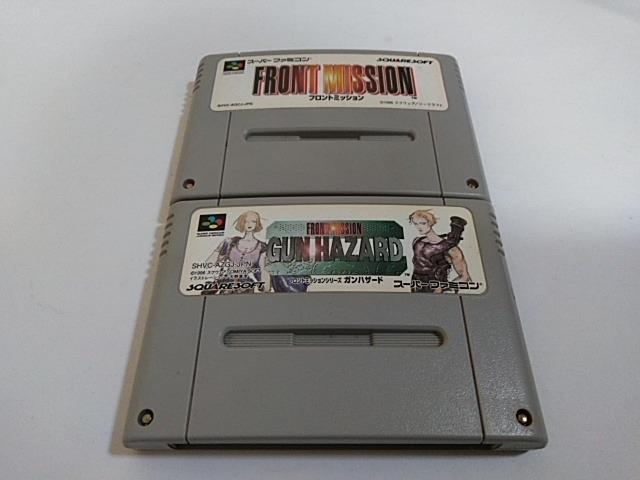 スーパーファミコン
SQUARESOFT
FRONT MISSION
フロントミッション
SHVC-AGCJ-JPN
FRONT MISSION
GUN HAZARD
SHVC-AZGJ-JPN
フロントミッションシリーズ ガンハザード
SQUARESOFT
スーパーファミコン